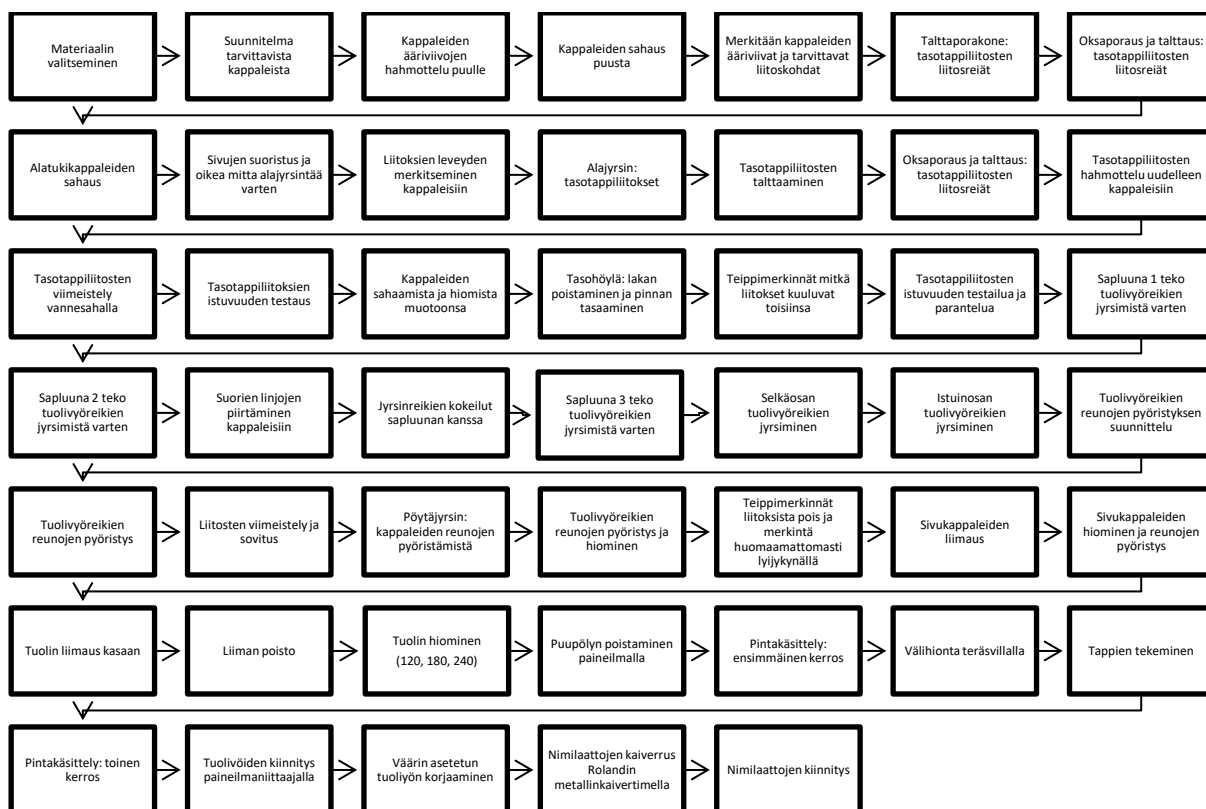 Materiaalin
valitseminen
Suunnitelma
tarvittavista
kappaleista
Kappaleiden
ääriviivojen
hahmottelu puulle
Kappaleiden sahaus
puusta
Merkitään kappaleiden
ääriviivat ja tarvittavat
liitoskohdat
Talttaporakone:
tasotappiliitosten
liitosreiät
Oksaporaus ja talttaus:
tasotappiliitosten
liitosreiät
Alatukikappaleiden
sahaus
Sivujen suoristus ja
oikea mitta alajyrsintää
varten
Liitoksien leveyden
merkitseminen
kappaleisiin
Alajyrsin:
tasotappiliitokset
Tasotappiliitosten
talttaaminen
Oksaporaus ja talttaus:
tasotappiliitosten
liitosreiät
Tasotappiliitosten
hahmottelu uudelleen
kappaleisiin
Tasotappiliitosten
viimeistely
vannesahalla
Tasotappiliitoksien
istuvuuden testaus
Kappaleiden
sahaamista ja hiomista
muotoonsa
Tasohöylä: lakan
poistaminen ja pinnan
tasaaminen
Teippimerkinnät mitkä
liitokset kuuluvat
toisiinsa
Tasotappiliitosten
istuvuuden testailua ja
parantelua
Sapluuna 1 teko
tuolivyöreikien
jyrsimistä varten
Sapluuna 2 teko
tuolivyöreikien
jyrsimistä varten
Suorien linjojen
piirtäminen
kappaleisiin
Jyrsinreikien kokeilut
sapluunan kanssa
Sapluuna 3 teko
tuolivyöreikien
jyrsimistä varten
Selkäosan
tuolivyöreikien
jyrsiminen
Istuinosan
tuolivyöreikien
jyrsiminen
Tuolivyöreikien
reunojen pyöristyksen
suunnittelu
Tuolivyöreikien
reunojen pyöristys
Liitosten viimeistely ja
sovitus
Pöytäjyrsin:
kappaleiden reunojen
pyöristämistä
Tuolivyöreikien
reunojen pyöristys ja
hiominen
Teippimerkinnät
liitoksista pois ja
merkintä
huomaamattomasti
lyijykynällä
Sivukappaleiden
liimaus
Sivukappaleiden
hiominen ja reunojen
pyöristys
Tuolin liimaus kasaan
Liiman poisto
Tuolin hiominen
(120, 180, 240)
Puupölyn poistaminen
paineilmalla
Pintakäsittely:
ensimmäinen kerros
Välihionta teräsvillalla
Tappien tekeminen
Pintakäsittely: toinen
kerros
Tuolivöiden kiinnitys
paineilmaniittaajalla
Väärin asetetun
tuoliyön korjaaminen
Nimilaattojen kaiverrus
Rolandin
metallinkaivertimella
Nimilaattojen kiinnitys